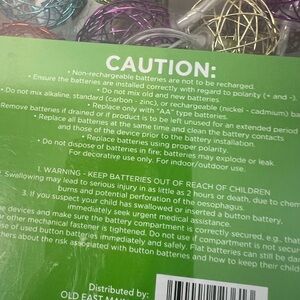 CAUTION:
• Non-rechargeable batteries are not to be recharged.
• Ensure the batteries are installed correctly with regard to polarity (+ and -).
• Do not mix old and new batteries.
• Do not mix alkaline, standard (carbon - zinc), or rechargeable (nickel - cadmium) ba
• Replace only with "AA" type batteries.
Remove batteries if drained or if product is to be left unused for an extended period
• Replace all batteries at the same time and clean the battery contacts
and those of the device prior to the battery installation.
• Replace batteries using proper polarity.
• Do not dispose of batteries in fire: batteries may explode or leak.
For decorative use only. For indoor/outdoor use.
1. WARNING - KEEP BATTERIES OUT OF REACH OF CHILDREN
2. Swallowing may lead to serious injury in as little as 2 hours or death, due to chem
burns and potential perforation of the oesophagus.
3. If you suspect your child has swallowed or inserted a button battery,
immediately seek urgent medical assistance.
e devices and make sure the battery compartment is correctly secured, e.g., tha
or other mechanical fastener is tightened. Do not use if compartment is not secure
se of used button batteries immediately and safely. Flat batteries can still be dan
thers about the risk associated with button batteries and how to keep their child
Distributed by:
OLD EAST MAI